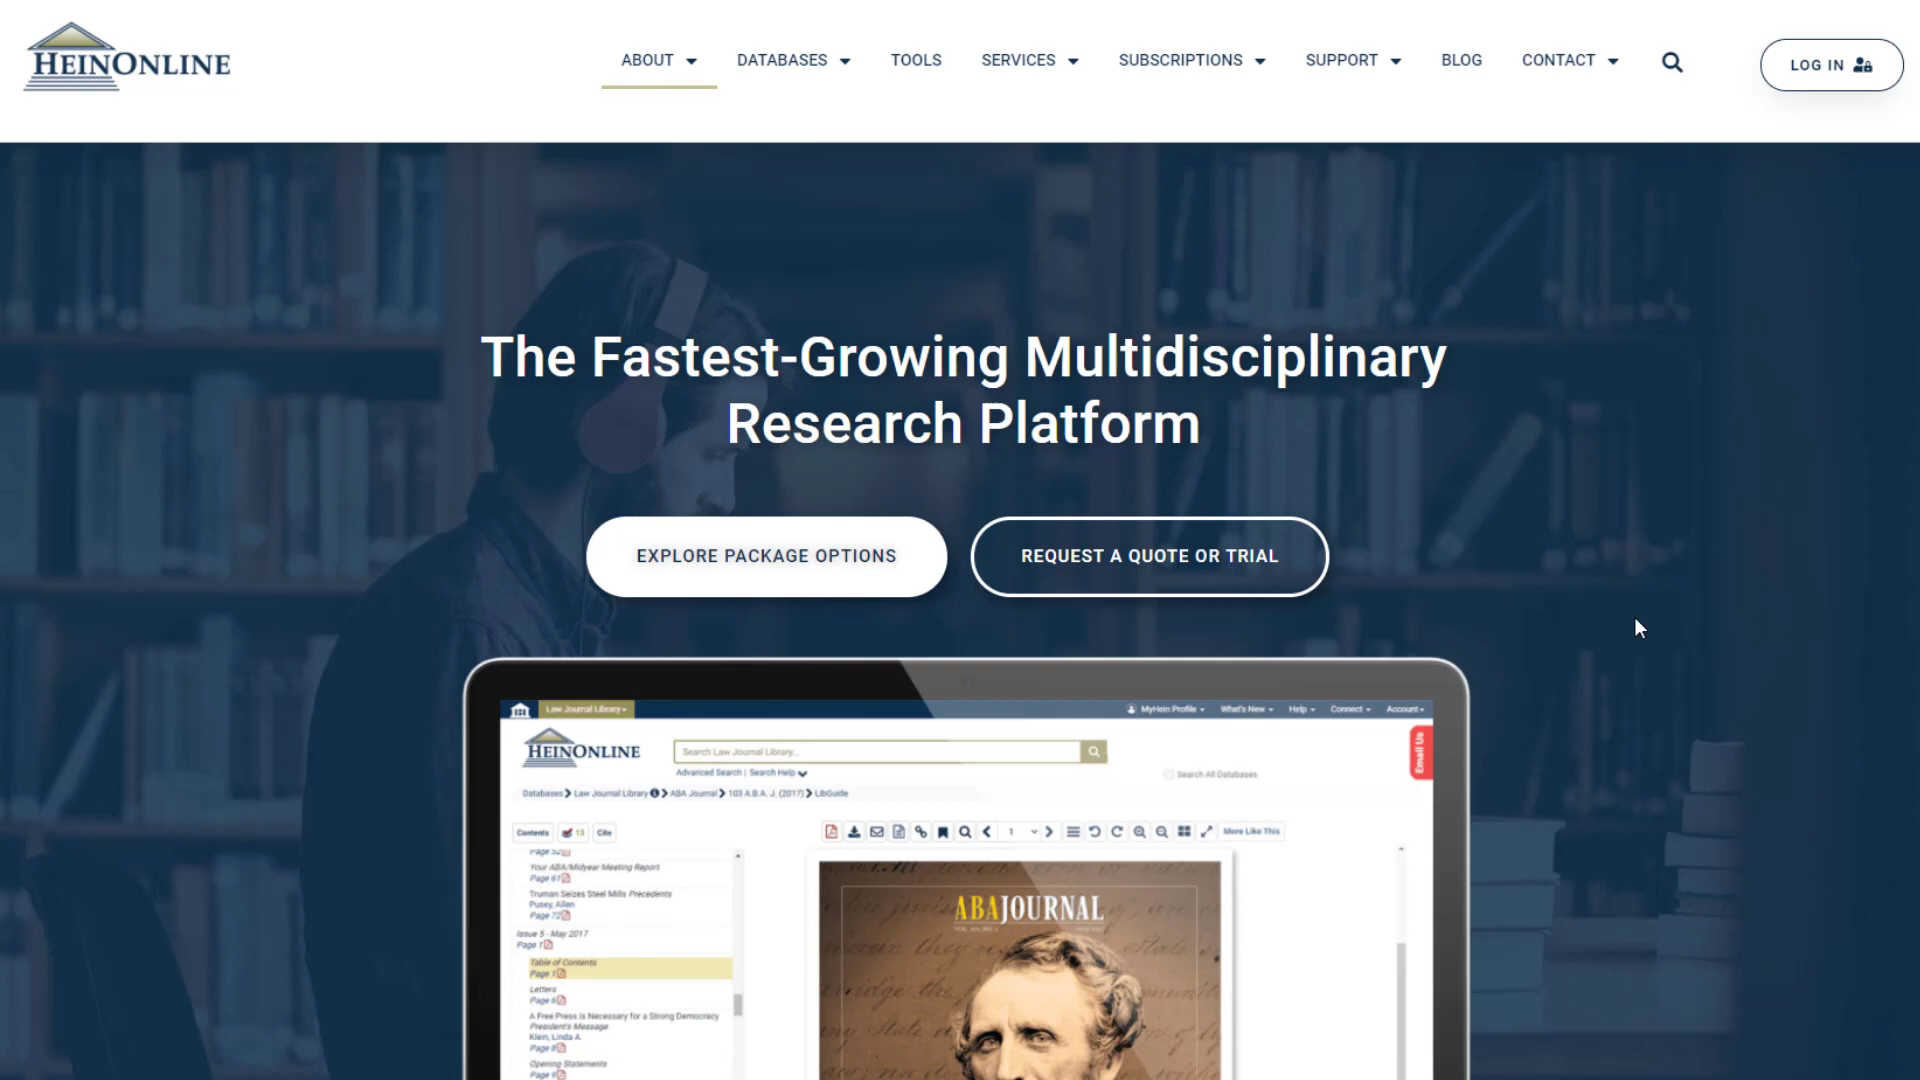 HEINONLINE
ABOUT
DATABASES
TOOLS
SERVICES
SUBSCRIPTIONS
SUPPORT
BLOG
CONTACT
LOG IN
The Fastest-Growing Multidisciplinary
Research Platform
EXPLORE PACKAGE OPTIONS
REQUEST A QUOTE OR TRIAL
Law Journal Library
MyHein Profile
What's New
Help
Connect
Account
HEINONLINE
Search Law Journal Library...
Advanced Search | Search Help
Search All Databases
Email Us
Databases
Law Journal Library
ABA Journal
103 A.B.A. J. (2017)
LibGuide
Contents
13
Cite
1
More Like This
Page 52
Your ABA/Midyear Meeting Report
Page 61
Truman Seizes Steel Mills Precedents
Pusey, Allen
Page 72
Issue 5 - May 2017
Page 1
Table of Contents
Page 1
Letters
Page 6
A Free Press is Necessary for a Strong Democracy
President's Message
Klein, Linda A.
Page 8
Opening Statements
Page 9
ABAJOURNAL